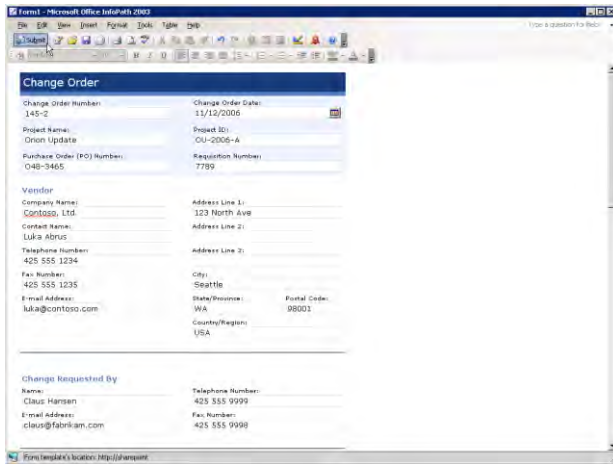 Form1 - Microsoft Office InfoPath 2003
File Edit View Insert Format Tools Table Help
Type a question for help
Submit
Change Order
Change Order Number: Change Order Date:
145-2 11/12/2006
Project Name: Project ID:
Orion Update OU-2006-A
Purchase Order (PO) Number: Requisition Number:
048-3465 7789
Vendor
Company Name: Address Line 1:
Contoso, Ltd. 123 North Ave
Contact Name: Address Line 2:
Luka Abrus
Telephone Number: Address Line 3:
425 555 1234
Fax Number: City:
425 555 1235 Seattle
E-mail Address: State/Province: Postal Code:
luka@contoso.com WA 98001
Country/Region:
USA
Change Requested By
Name: Telephone Number:
Claus Hansen 425 555 9999
E-mail Address: Fax Number:
claus@fabrikam.com 425 555 9998
Form template's location: http://sharepoint